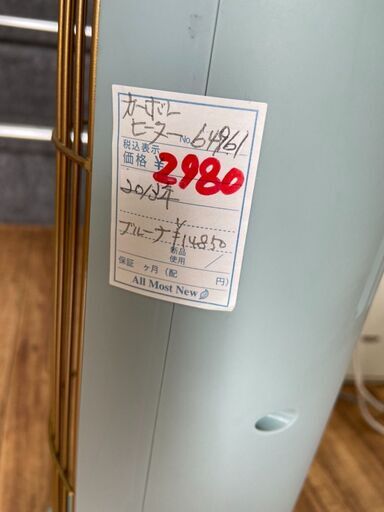 カーボン
ヒーター No. 64961
税込表示
価格 ¥2980
2013年
ブルーナ ¥14850
新品
使用
保証 ヶ月(配 円)
All Most New